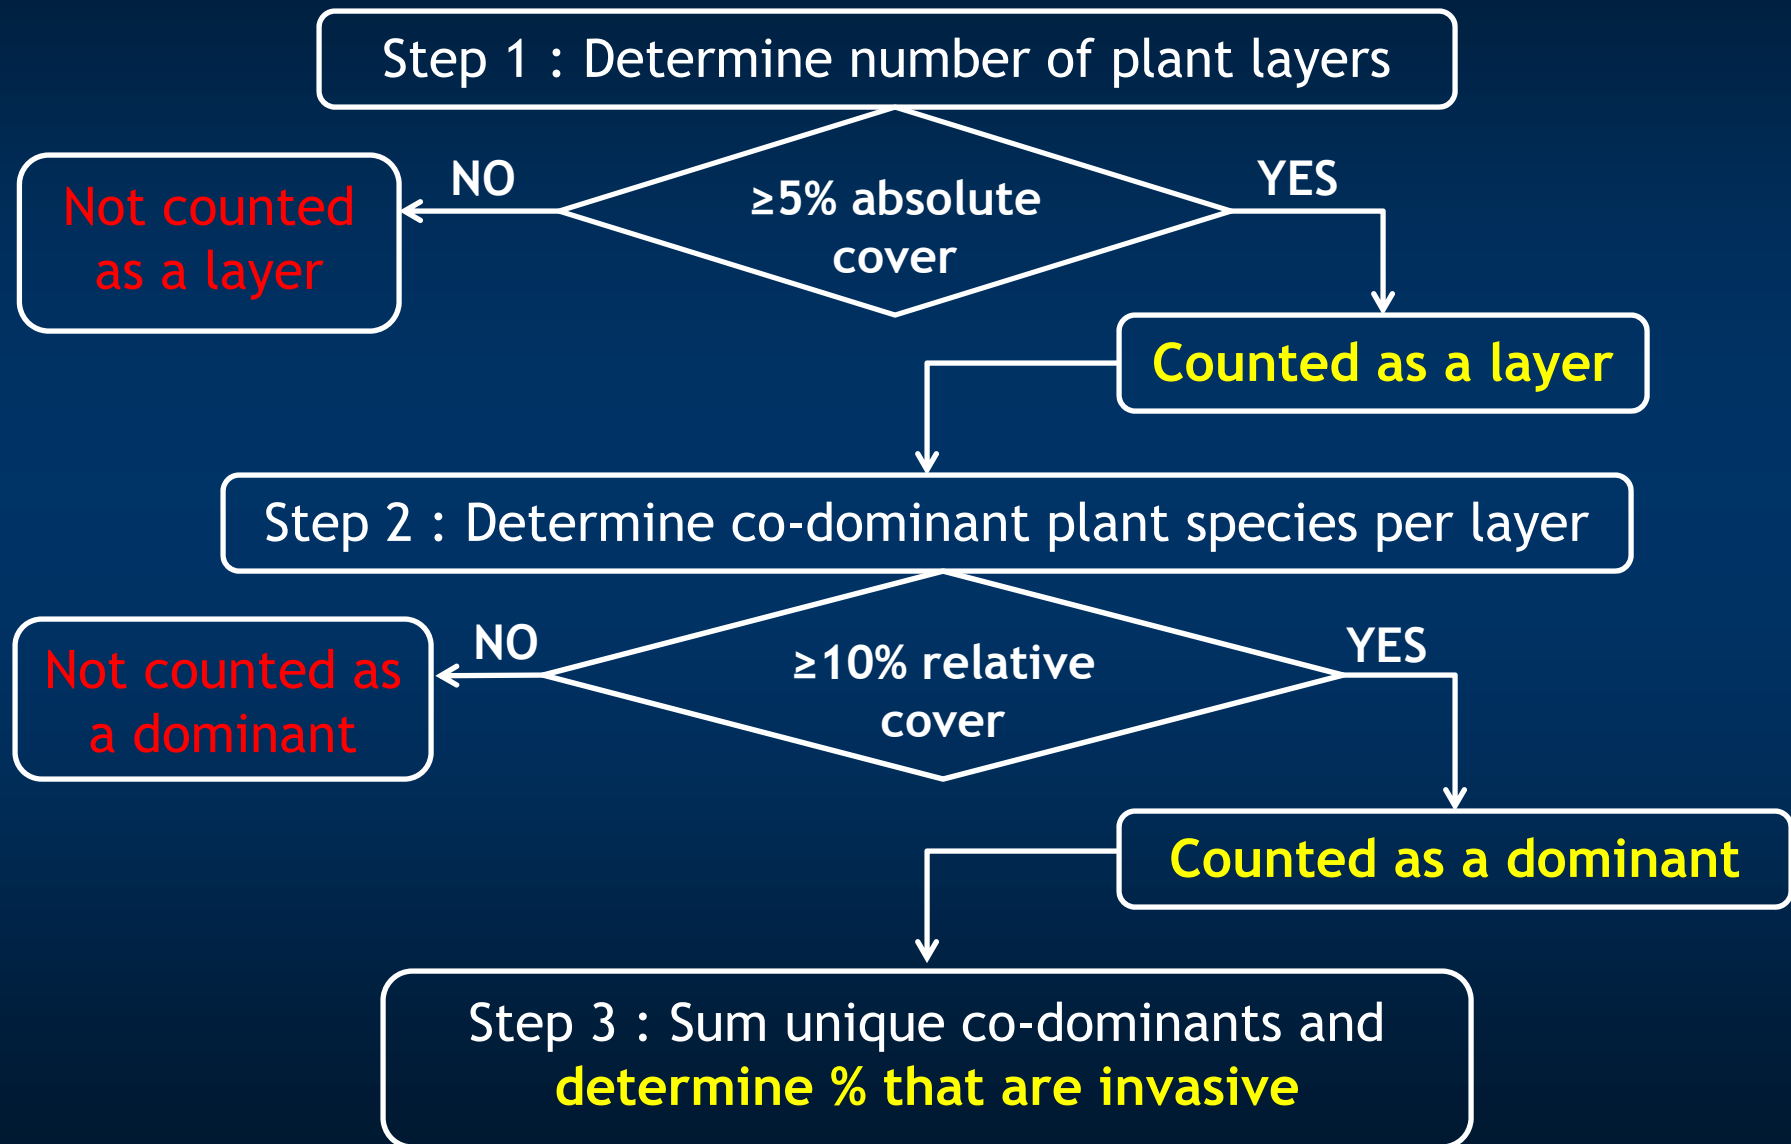 Step 1 : Determine number of plant layers
NO
≥5% absolute
cover
YES
Not counted
as a layer
Counted as a layer
Step 2 : Determine co-dominant plant species per layer
NO
≥10% relative
cover
YES
Not counted as
a dominant
Counted as a dominant
Step 3 : Sum unique co-dominants and
determine % that are invasive